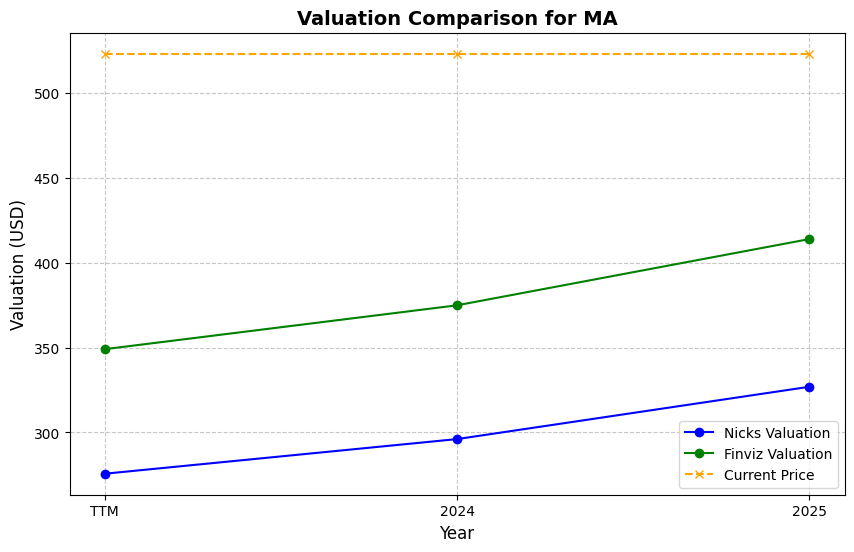 Valuation Comparison for MA
Valuation (USD)
500
450
400
350
300
Nicks Valuation
Finviz Valuation
Current Price
TTM 2024 2025
Year